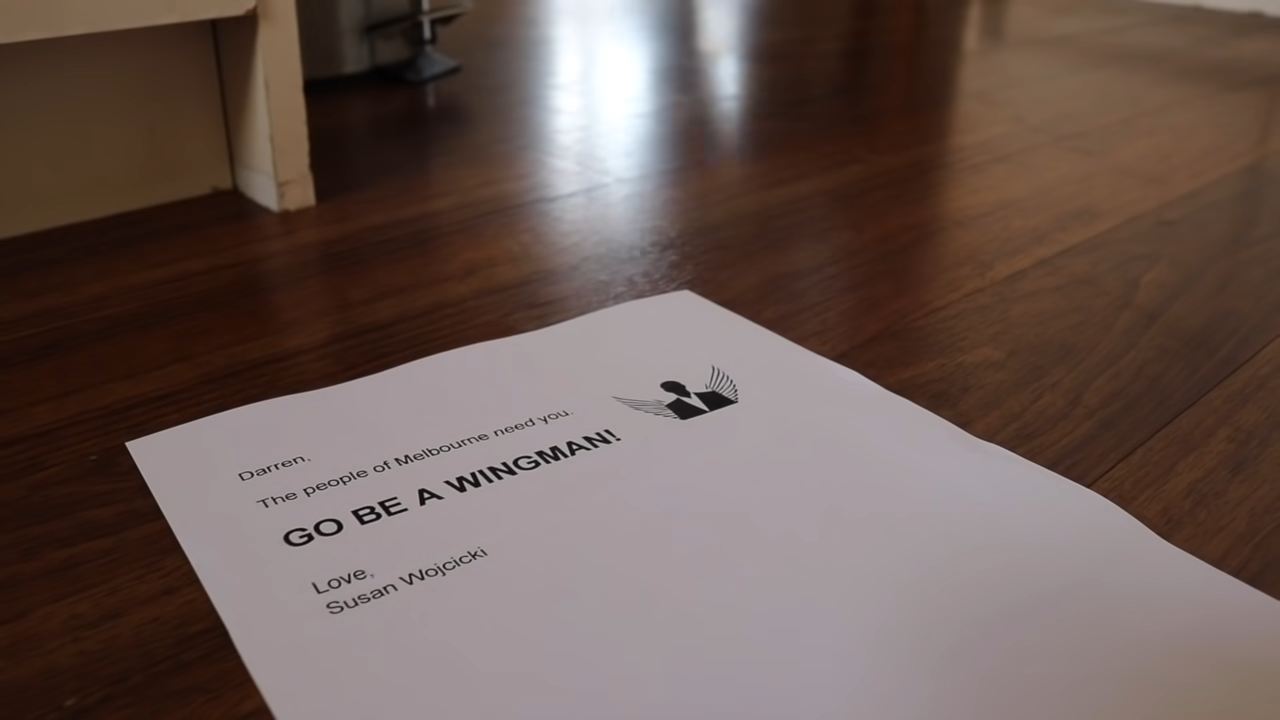 Darren,
The people of Melbourne need you.
GO BE A WINGMAN!
Love,
Susan Wojcicki